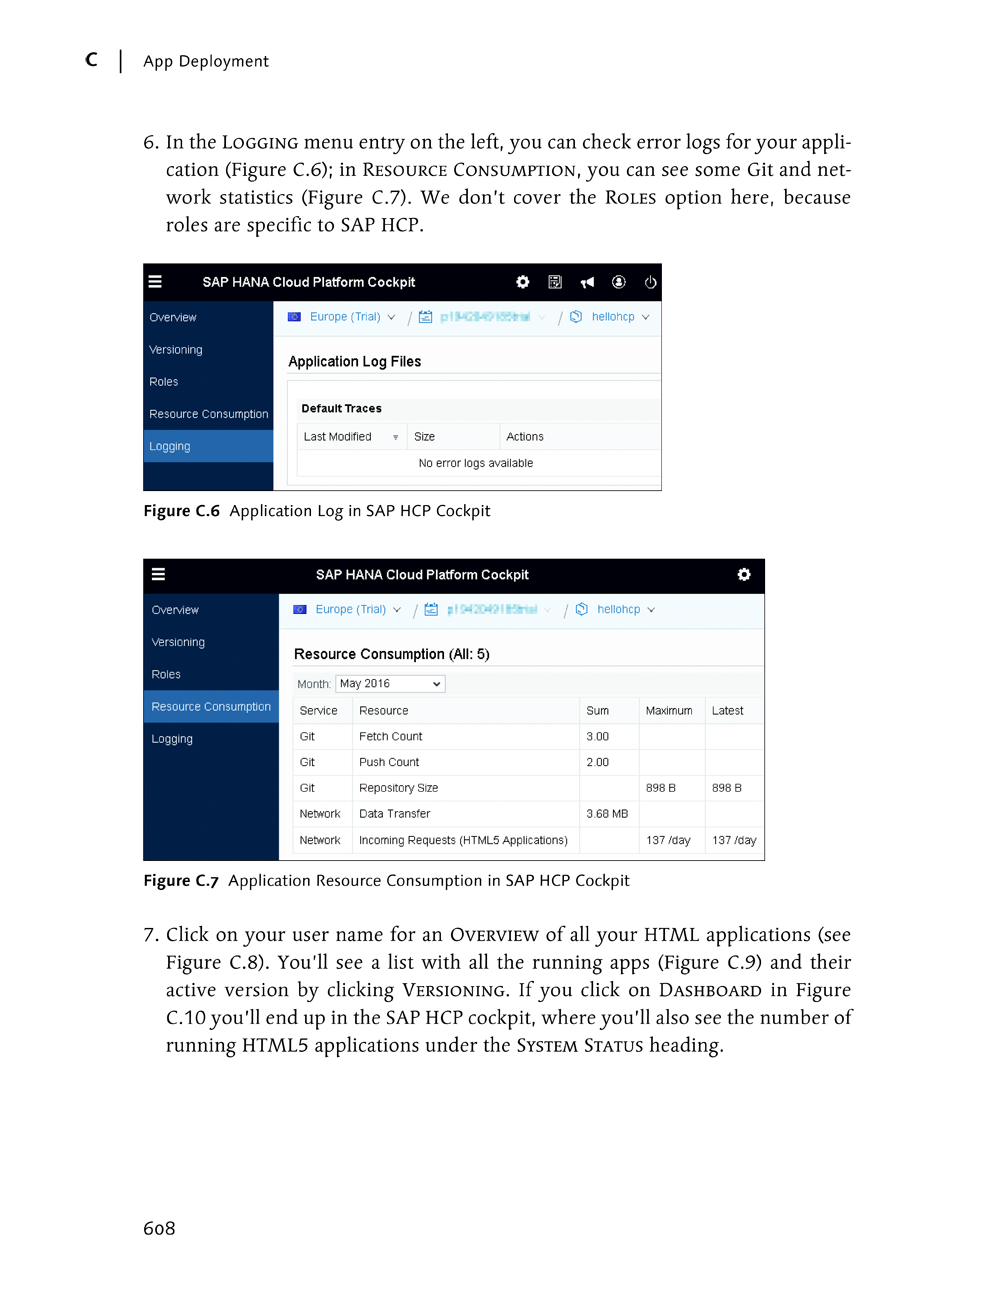 C | App Deployment
6. In the Logging menu entry on the left, you can check error logs for your appli-
cation (Figure C.6); in Resource Consumption, you can see some Git and net-
work statistics (Figure C.7). We don't cover the Roles option here, because
roles are specific to SAP HCP.
SAP HANA Cloud Platform Cockpit
Overview
Europe (Trial) / / hellohcp
Versioning
Application Log Files
Roles
Resource Consumption
Default Traces
Last Modified Size Actions
Logging
No error logs available
Figure C.6 Application Log in SAP HCP Cockpit
SAP HANA Cloud Platform Cockpit
Overview
Europe (Trial) / / hellohcp
Versioning
Resource Consumption (All: 5)
Roles
Month: May 2016
Resource Consumption
Service Resource Sum Maximum Latest
Logging
Git Fetch Count 3.00
Git Push Count 2.00
Git Repository Size 898 B 898 B
Network Data Transfer 3.68 MB
Network Incoming Requests (HTML5 Applications) 137 /day 137 /day
Figure C.7 Application Resource Consumption in SAP HCP Cockpit
7. Click on your user name for an Overview of all your HTML applications (see
Figure C.8). You'll see a list with all the running apps (Figure C.9) and their
active version by clicking Versioning. If you click on Dashboard in Figure
C.10 you'll end up in the SAP HCP cockpit, where you'll also see the number of
running HTML5 applications under the System Status heading.
608